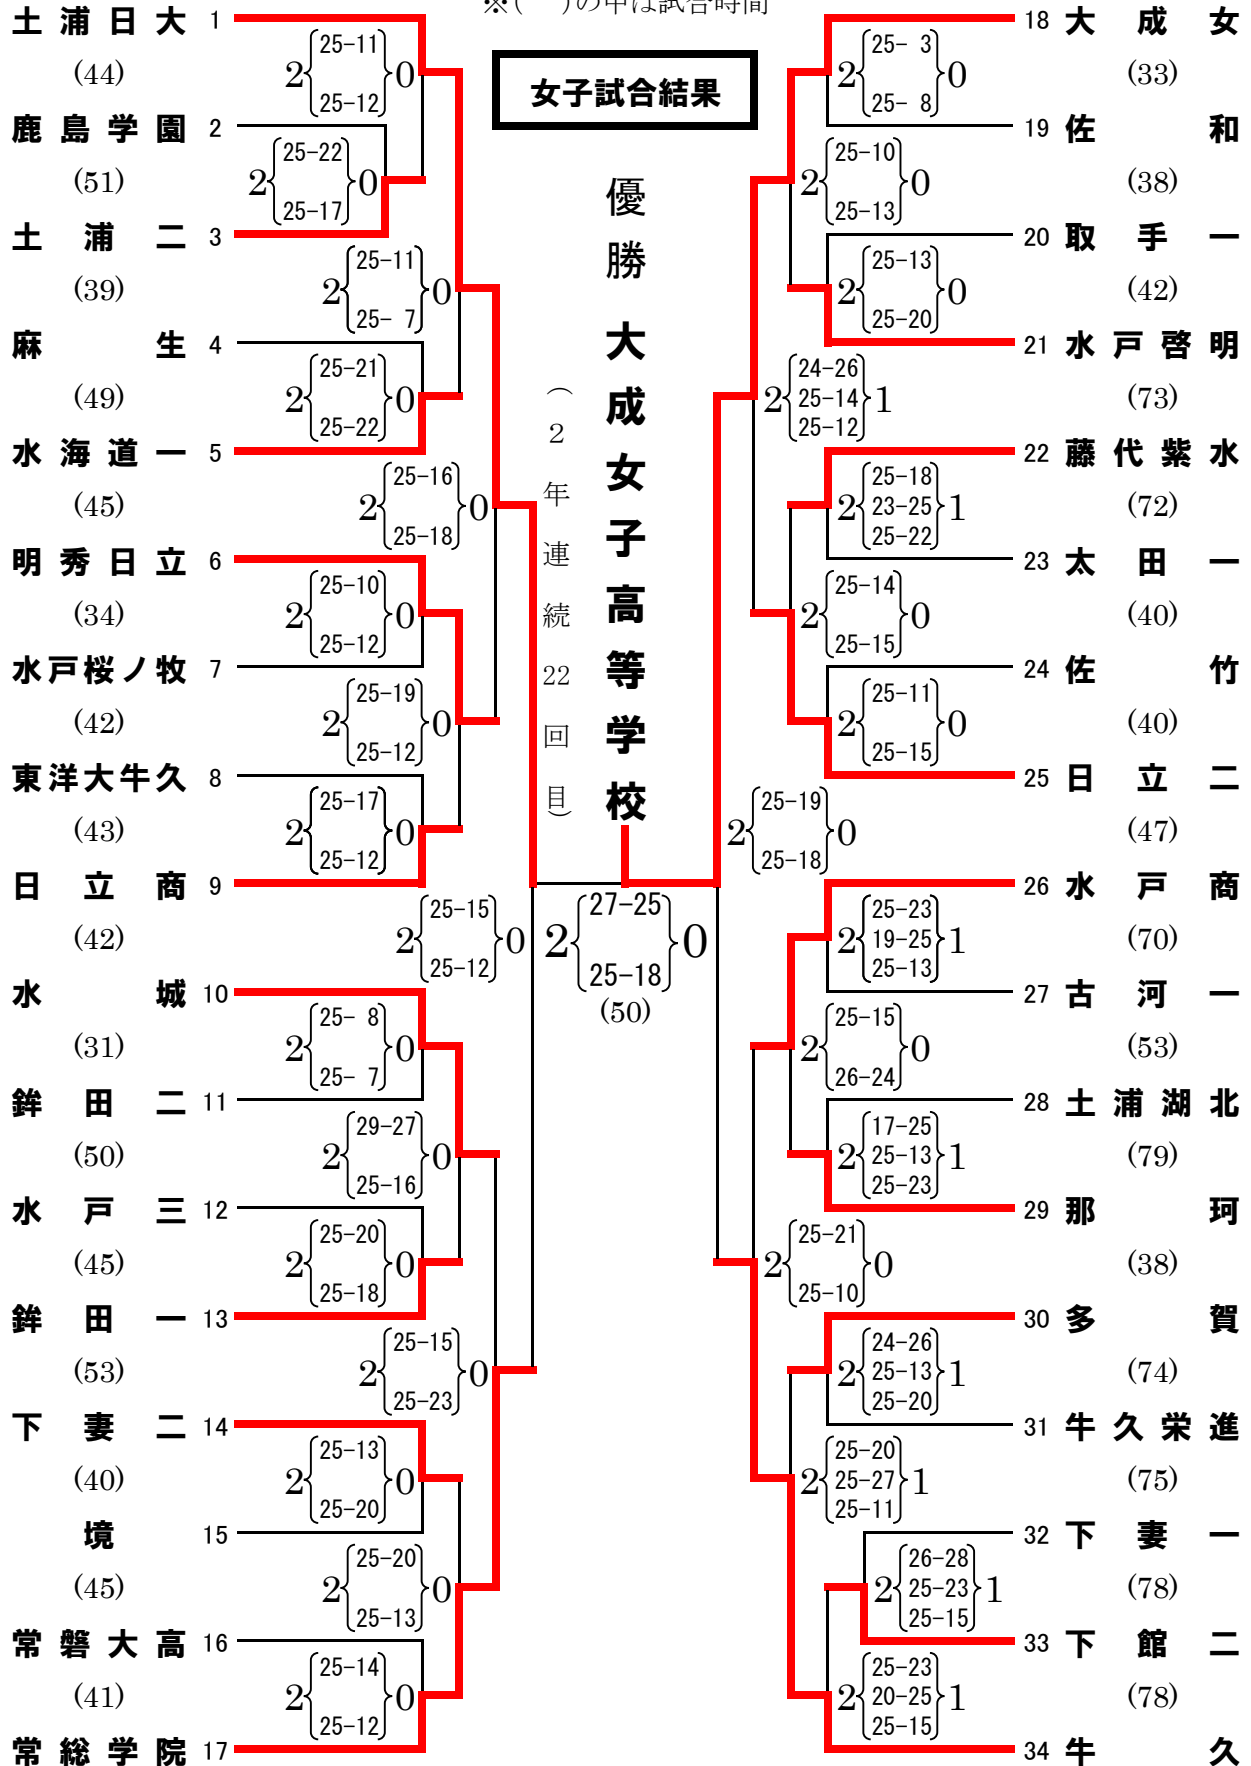 ※(　)の中は試合時間
女子試合結果
優勝 大成女子高等学校
（２年連続22回目）
土浦日大 1
(44)
2 25-11 25-12 0
鹿島学園 2
(51)
2 25-22 25-17 0
土浦二 3
(39)
2 25-11 25- 7 0
麻生 4
(49)
2 25-21 25-22 0
水海道一 5
(45)
2 25-16 25-18 0
明秀日立 6
(34)
2 25-10 25-12 0
水戸桜ノ牧 7
(42)
2 25-19 25-12 0
東洋大牛久 8
(43)
2 25-17 25-12 0
日立商 9
(42)
2 25-15 25-12 0
水城 10
(31)
2 25- 8 25- 7 0
鉾田二 11
(50)
2 29-27 25-16 0
水戸三 12
(45)
2 25-20 25-18 0
鉾田一 13
(53)
2 25-15 25-23 0
下妻二 14
(40)
2 25-13 25-20 0
境 15
(45)
2 25-20 25-13 0
常磐大高 16
(41)
2 25-14 25-12 0
常総学院 17
2 27-25 25-18 0
(50)
18 大成女
(33)
2 25- 3 25- 8 0
19 佐和
(38)
2 25-10 25-13 0
20 取手一
(42)
2 25-13 25-20 0
21 水戸啓明
(73)
2 24-26 25-14 25-12 1
22 藤代紫水
(72)
2 25-18 23-25 25-22 1
23 太田一
(40)
2 25-14 25-15 0
24 佐竹
(40)
2 25-11 25-15 0
25 日立二
(47)
2 25-19 25-18 0
26 水戸商
(70)
2 25-23 19-25 25-13 1
27 古河一
(53)
2 25-15 26-24 0
28 土浦湖北
(79)
2 17-25 25-13 25-23 1
29 那珂
(38)
2 25-21 25-10 0
30 多賀
(74)
2 24-26 25-13 25-20 1
31 牛久栄進
(75)
2 25-20 25-27 25-11 1
32 下妻一
(78)
2 26-28 25-23 25-15 1
33 下館二
(78)
2 25-23 20-25 25-15 1
34 牛久